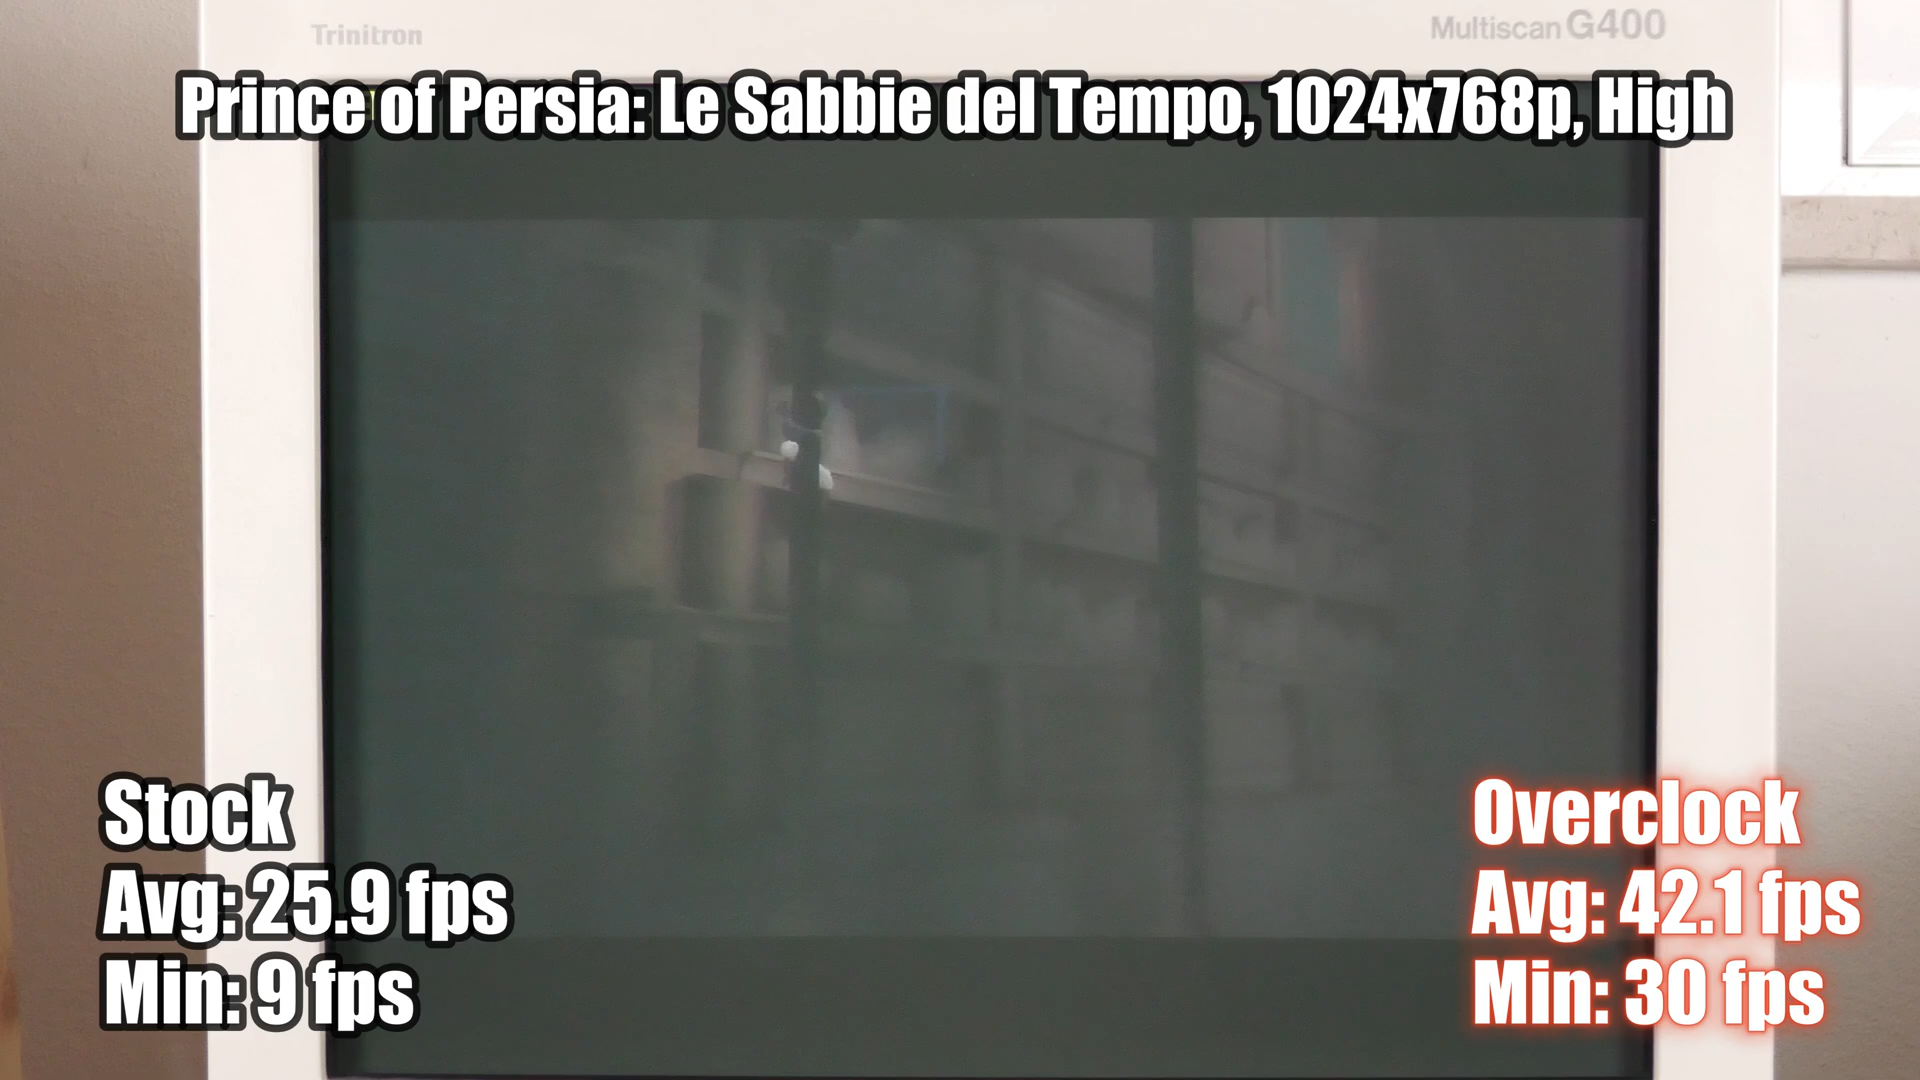 Trinitron
Multiscan G400
Prince of Persia: Le Sabbie del Tempo, 1024x768p, High
Stock
Avg: 25.9 fps
Min: 9 fps
Overclock
Avg: 42.1 fps
Min: 30 fps